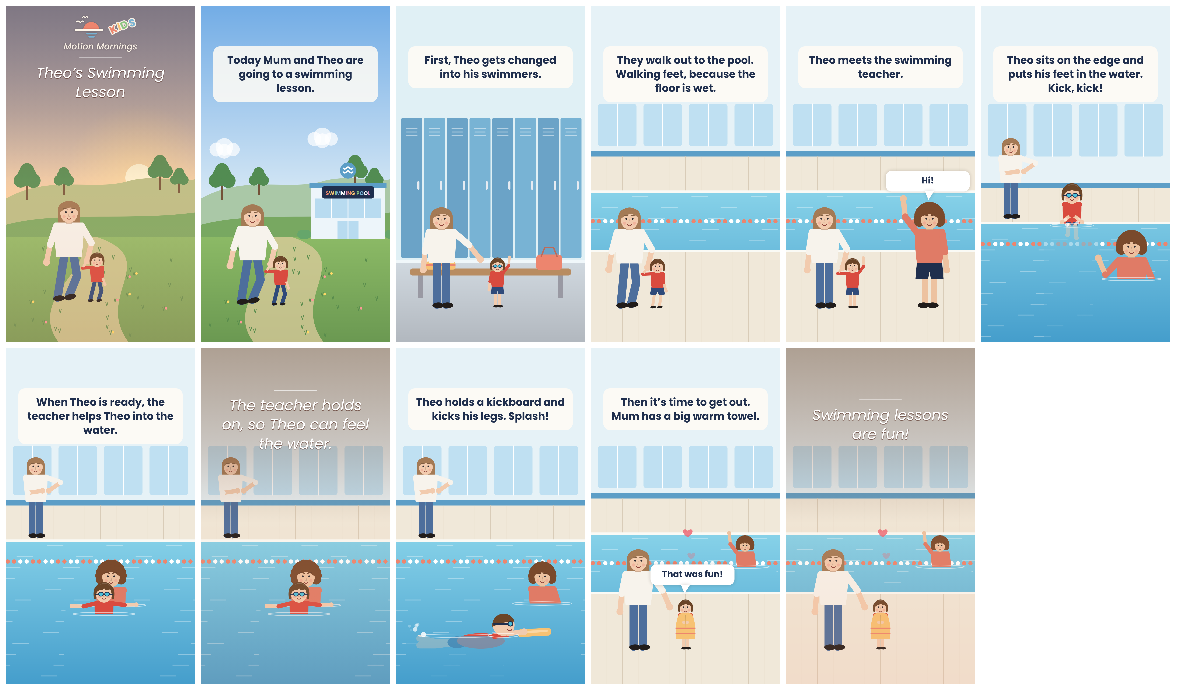 KIDS
Motion Mornings
Theo's Swimming
Lesson
Today Mum and Theo are
going to a swimming
lesson.
SWIMMING POOL
First, Theo gets changed
into his swimmers.
They walk out to the pool.
Walking feet, because the
floor is wet.
Theo meets the swimming
teacher.
Hi!
Theo sits on the edge and
puts his feet in the water.
Kick, kick!
When Theo is ready, the
teacher helps Theo into the
water.
The teacher holds
on, so Theo can feel
the water.
Theo holds a kickboard and
kicks his legs. Splash!
Then it's time to get out.
Mum has a big warm towel.
That was fun!
Swimming lessons
are fun!